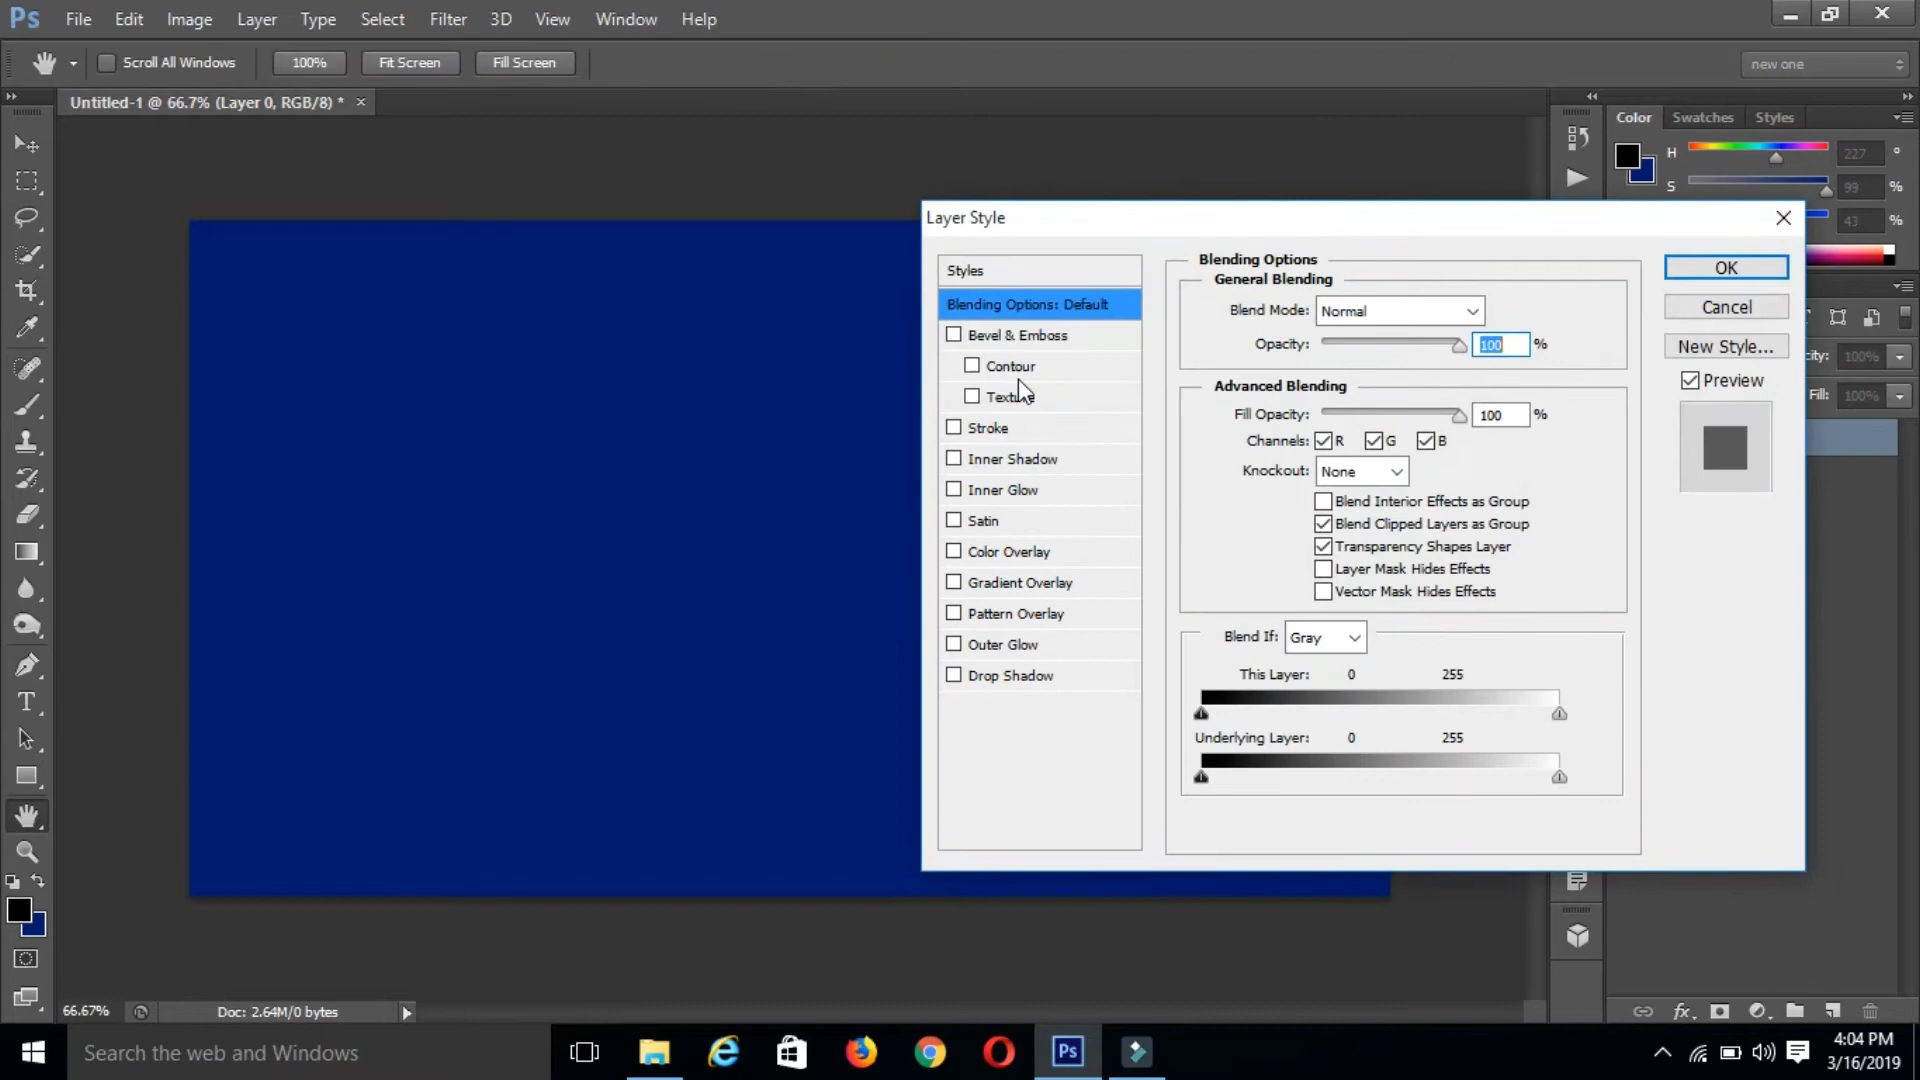 Ps File Edit Image Layer Type Select Filter 3D View Window Help
Scroll All Windows 100% Fit Screen Fill Screen new one
Untitled-1 @ 66.7% (Layer 0, RGB/8) *
Color Swatches Styles
H 227 °
S 99 %
43 %
Layer Style
Styles
Blending Options: Default
Bevel & Emboss
Contour
Texture
Stroke
Inner Shadow
Inner Glow
Satin
Color Overlay
Gradient Overlay
Pattern Overlay
Outer Glow
Drop Shadow
Blending Options
General Blending
Blend Mode: Normal
Opacity: 100 %
Advanced Blending
Fill Opacity: 100 %
Channels: R G B
Knockout: None
Blend Interior Effects as Group
Blend Clipped Layers as Group
Transparency Shapes Layer
Layer Mask Hides Effects
Vector Mask Hides Effects
Blend If: Gray
This Layer: 0 255
Underlying Layer: 0 255
OK
Cancel
New Style...
Preview
city: 100%
Fill: 100%
66.67% Doc: 2.64M/0 bytes
fx
Search the web and Windows
Ps
4:04 PM
3/16/2019